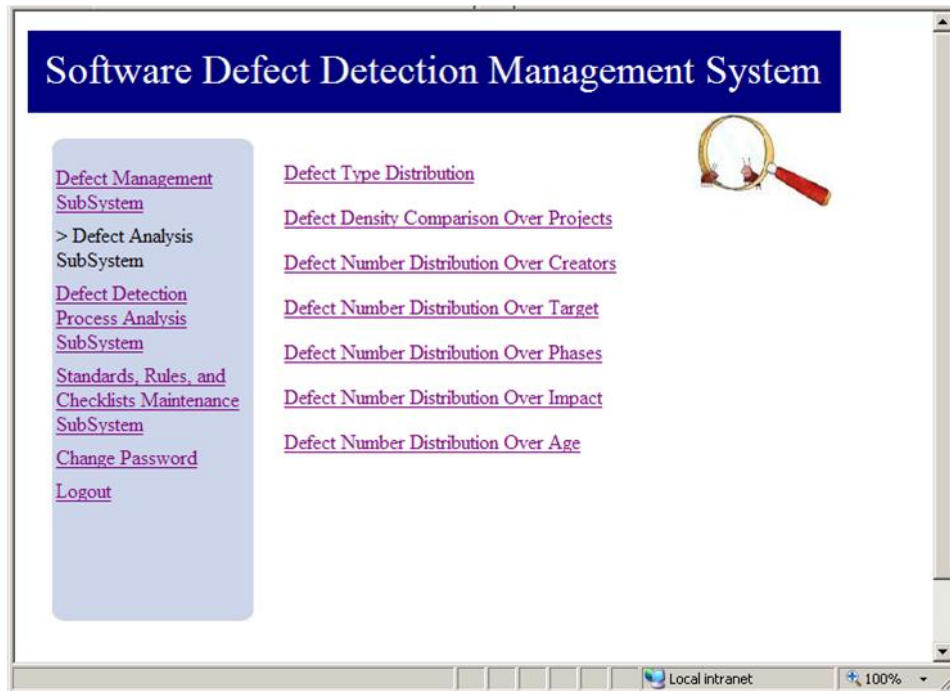 Software Defect Detection Management System
Defect Management
SubSystem
> Defect Analysis
SubSystem
Defect Detection
Process Analysis
SubSystem
Standards, Rules, and
Checklists Maintenance
SubSystem
Change Password
Logout
Defect Type Distribution
Defect Density Comparison Over Projects
Defect Number Distribution Over Creators
Defect Number Distribution Over Target
Defect Number Distribution Over Phases
Defect Number Distribution Over Impact
Defect Number Distribution Over Age
Local intranet
100%